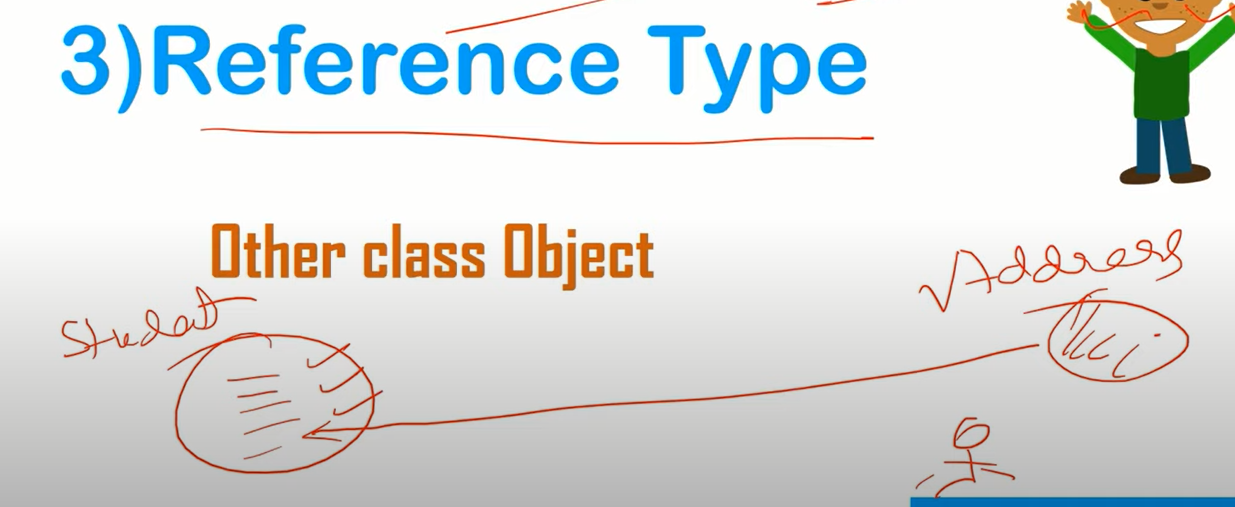 3)Reference Type
Other class Object
Address
Student